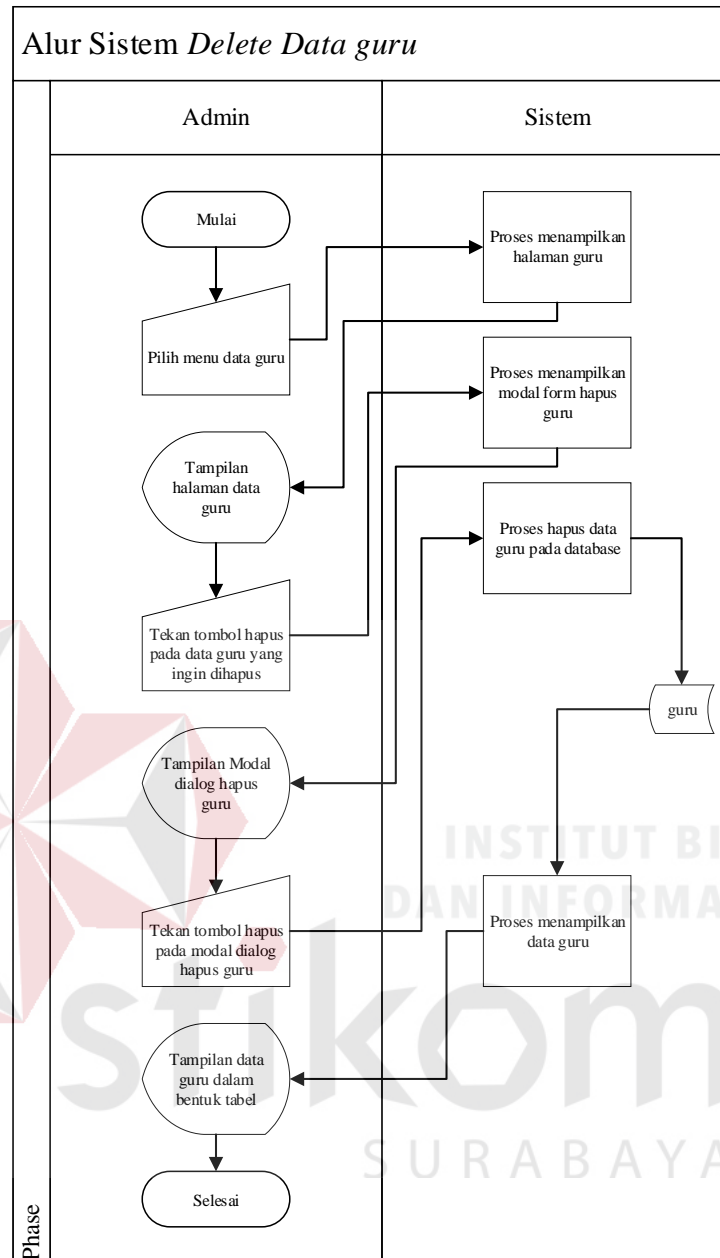 Alur Sistem Delete Data guru
Admin
Sistem
Mulai
Proses menampilkan
halaman guru
Pilih menu data guru
Proses menampilkan
modal form hapus
guru
Tampilan
halaman data
guru
Proses hapus data
guru pada database
Tekan tombol hapus
pada data guru yang
ingin dihapus
guru
Tampilan Modal
dialog hapus
guru
INSTITUT BI
DAN INFORMA
Tekan tombol hapus
pada modal dialog
hapus guru
Proses menampilkan
data guru
stikom
Tampilan data
guru dalam
bentuk tabel
SURABAYA
Selesai
Phase